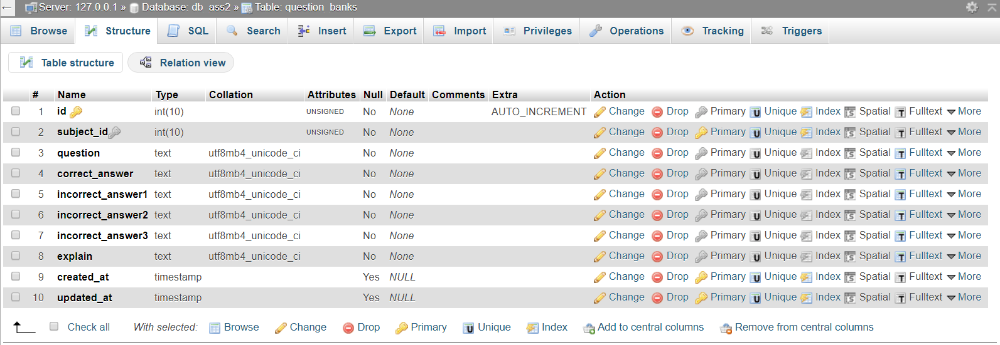 Server: 127.0.0.1 » Database: db_ass2 » Table: question_banks
Browse Structure SQL Search Insert Export Import Privileges Operations Tracking Triggers
Table structure Relation view
# Name Type Collation Attributes Null Default Comments Extra Action
1 id int(10) UNSIGNED No None AUTO_INCREMENT Change Drop Primary Unique Index Spatial Fulltext More
2 subject_id int(10) UNSIGNED No None Change Drop Primary Unique Index Spatial Fulltext More
3 question text utf8mb4_unicode_ci No None Change Drop Primary Unique Index Spatial Fulltext More
4 correct_answer text utf8mb4_unicode_ci No None Change Drop Primary Unique Index Spatial Fulltext More
5 incorrect_answer1 text utf8mb4_unicode_ci No None Change Drop Primary Unique Index Spatial Fulltext More
6 incorrect_answer2 text utf8mb4_unicode_ci No None Change Drop Primary Unique Index Spatial Fulltext More
7 incorrect_answer3 text utf8mb4_unicode_ci No None Change Drop Primary Unique Index Spatial Fulltext More
8 explain text utf8mb4_unicode_ci No None Change Drop Primary Unique Index Spatial Fulltext More
9 created_at timestamp Yes NULL Change Drop Primary Unique Index Spatial Fulltext More
10 updated_at timestamp Yes NULL Change Drop Primary Unique Index Spatial Fulltext More
Check all With selected: Browse Change Drop Primary Unique Index Add to central columns Remove from central columns